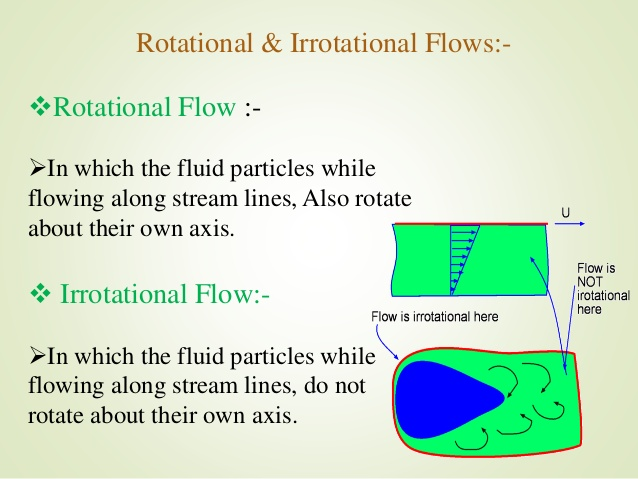 Rotational & Irrotational Flows:-
❖Rotational Flow :-
➢In which the fluid particles while
flowing along stream lines, Also rotate
about their own axis.
❖ Irrotational Flow:-
➢In which the fluid particles while
flowing along stream lines, do not
rotate about their own axis.
U
Flow is
NOT
irotational
here
Flow is irrotational here